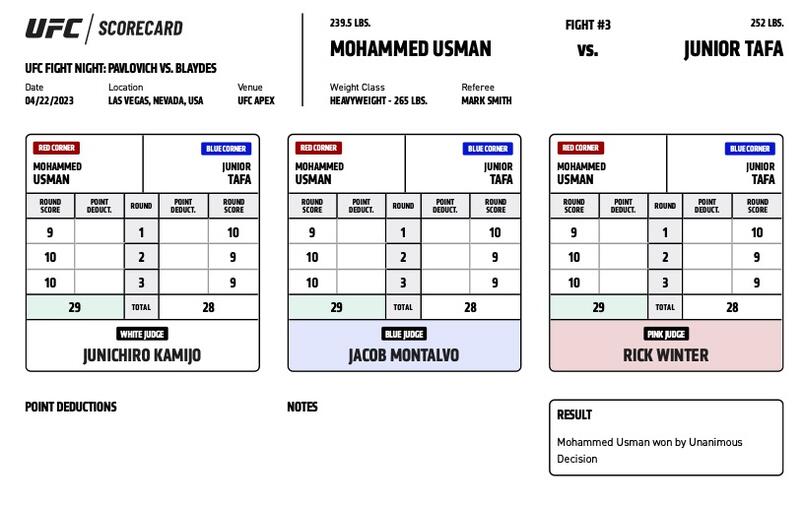 UFC / SCORECARD
UFC FIGHT NIGHT: PAVLOVICH VS. BLAYDES
Date Location Venue
04/22/2023 LAS VEGAS, NEVADA, USA UFC APEX
239.5 LBS. FIGHT #3 252 LBS.
MOHAMMED USMAN VS. JUNIOR TAFA
Weight Class Referee
HEAVYWEIGHT - 265 LBS. MARK SMITH
RED CORNER BLUE CORNER
MOHAMMED JUNIOR
USMAN TAFA
ROUND POINT ROUND POINT ROUND
SCORE DEDUCT. DEDUCT. SCORE
9 1 10
10 2 9
10 3 9
29 TOTAL 28
WHITE JUDGE
JUNICHIRO KAMIJO
RED CORNER BLUE CORNER
MOHAMMED JUNIOR
USMAN TAFA
ROUND POINT ROUND POINT ROUND
SCORE DEDUCT. DEDUCT. SCORE
9 1 10
10 2 9
10 3 9
29 TOTAL 28
BLUE JUDGE
JACOB MONTALVO
RED CORNER BLUE CORNER
MOHAMMED JUNIOR
USMAN TAFA
ROUND POINT ROUND POINT ROUND
SCORE DEDUCT. DEDUCT. SCORE
9 1 10
10 2 9
10 3 9
29 TOTAL 28
PINK JUDGE
RICK WINTER
POINT DEDUCTIONS
NOTES
RESULT
Mohammed Usman won by Unanimous
Decision